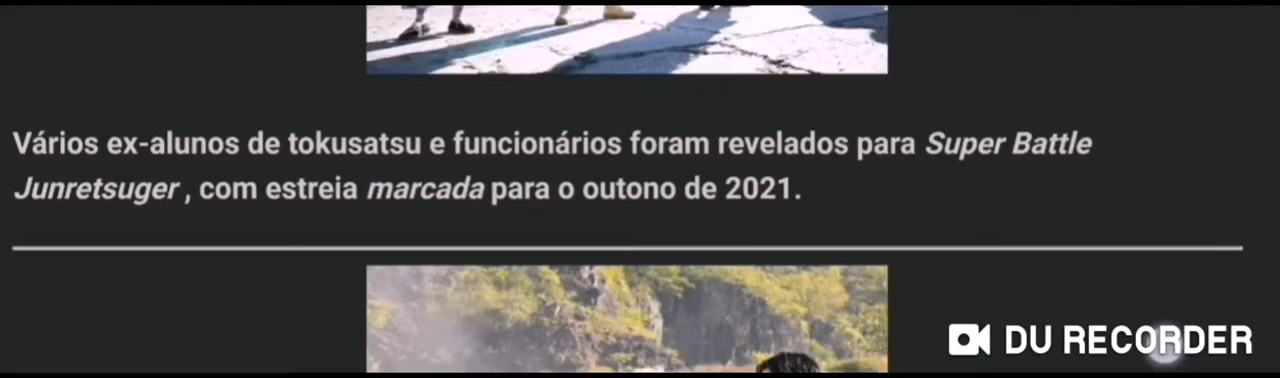 Vários ex-alunos de tokusatsu e funcionários foram revelados para Super Battle
Junretsuger , com estreia marcada para o outono de 2021.
DU RECORDER